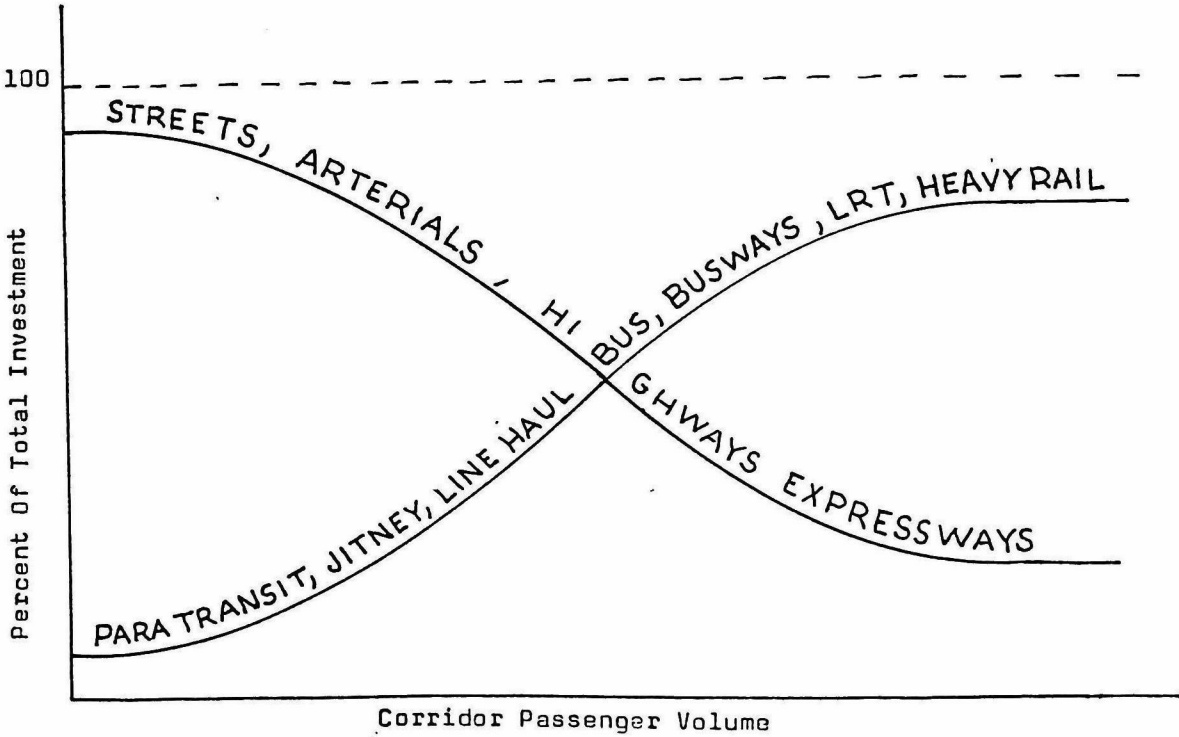 100
STREETS, ARTERIALS, HIGHWAYS EXPRESSWAYS
PARA TRANSIT, JITNEY, LINE HAUL BUS, BUSWAYS, LRT, HEAVY RAIL
Percent Of Total Investment
Corridor Passenger Volume